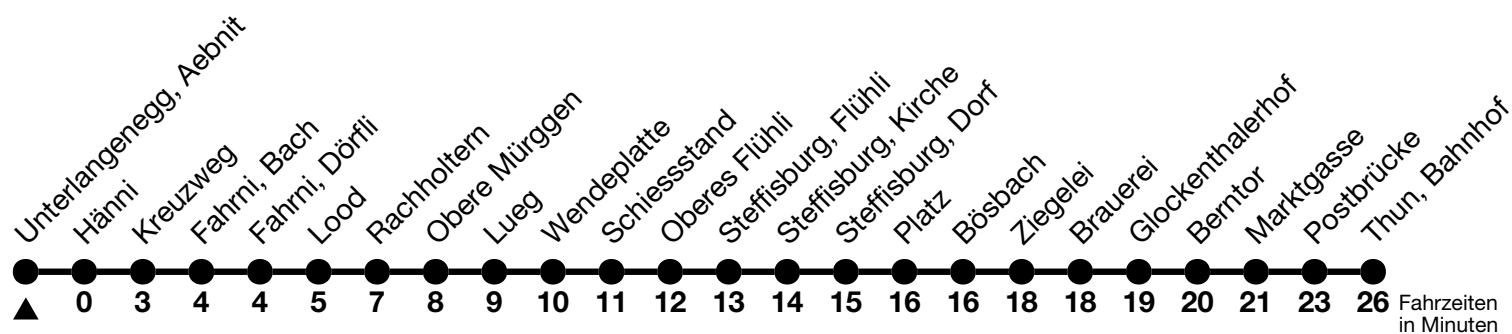 Unterlangenegg, Aebnit
Hänni
Kreuzweg
Fahrni, Bach
Fahrni, Dörfli
Lood
Rachholtern
Obere Mürggen
Lueg
Wendeplatte
Schiessstand
Oberes Flühli
Steffisburg, Flühli
Steffisburg, Kirche
Steffisburg, Dorf
Platz
Bösbach
Ziegelei
Brauerei
Glockenthalerhof
Berntor
Marktgasse
Postbrücke
Thun, Bahnhof
0 3 4 4 5 7 8 9 10 11 12 13 14 15 16 16 18 18 19 20 21 23 26 Fahrzeiten
in Minuten